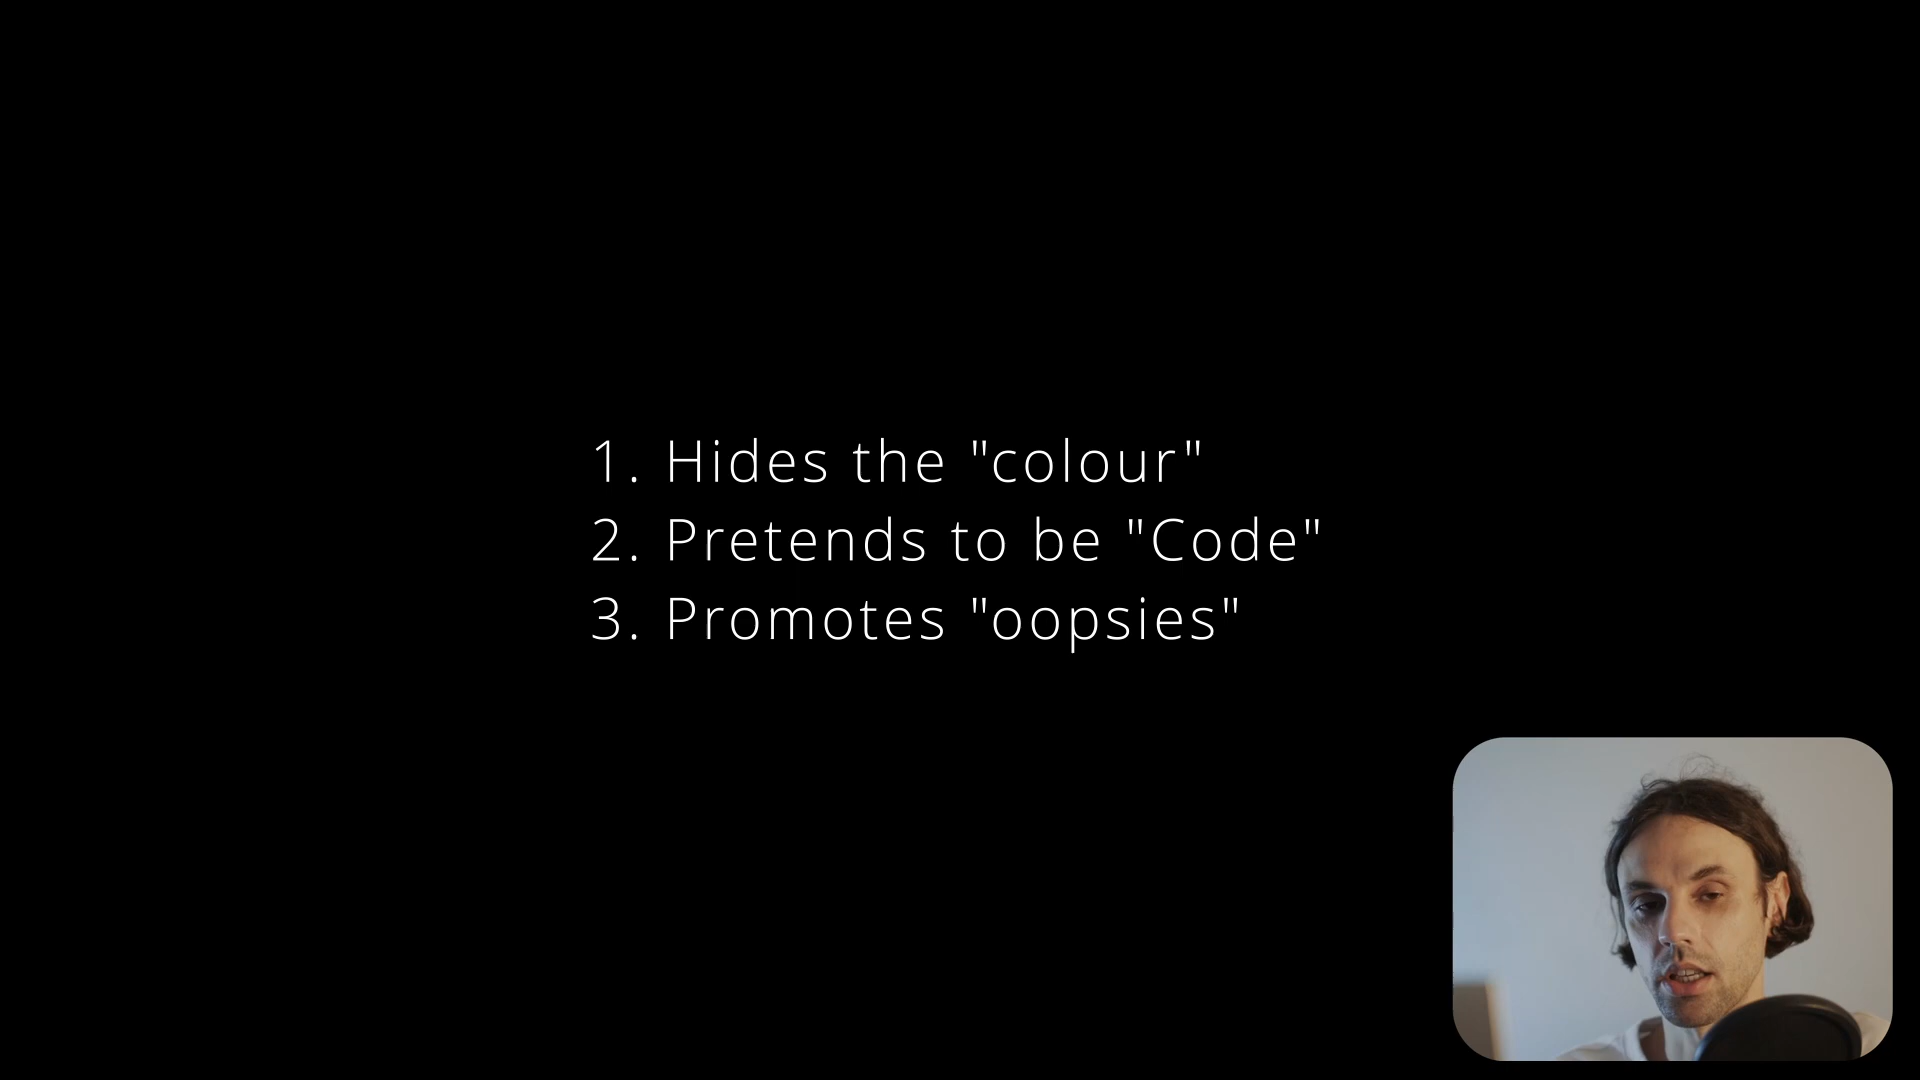 1. Hides the "colour"
2. Pretends to be "Code"
3. Promotes "oopsies"